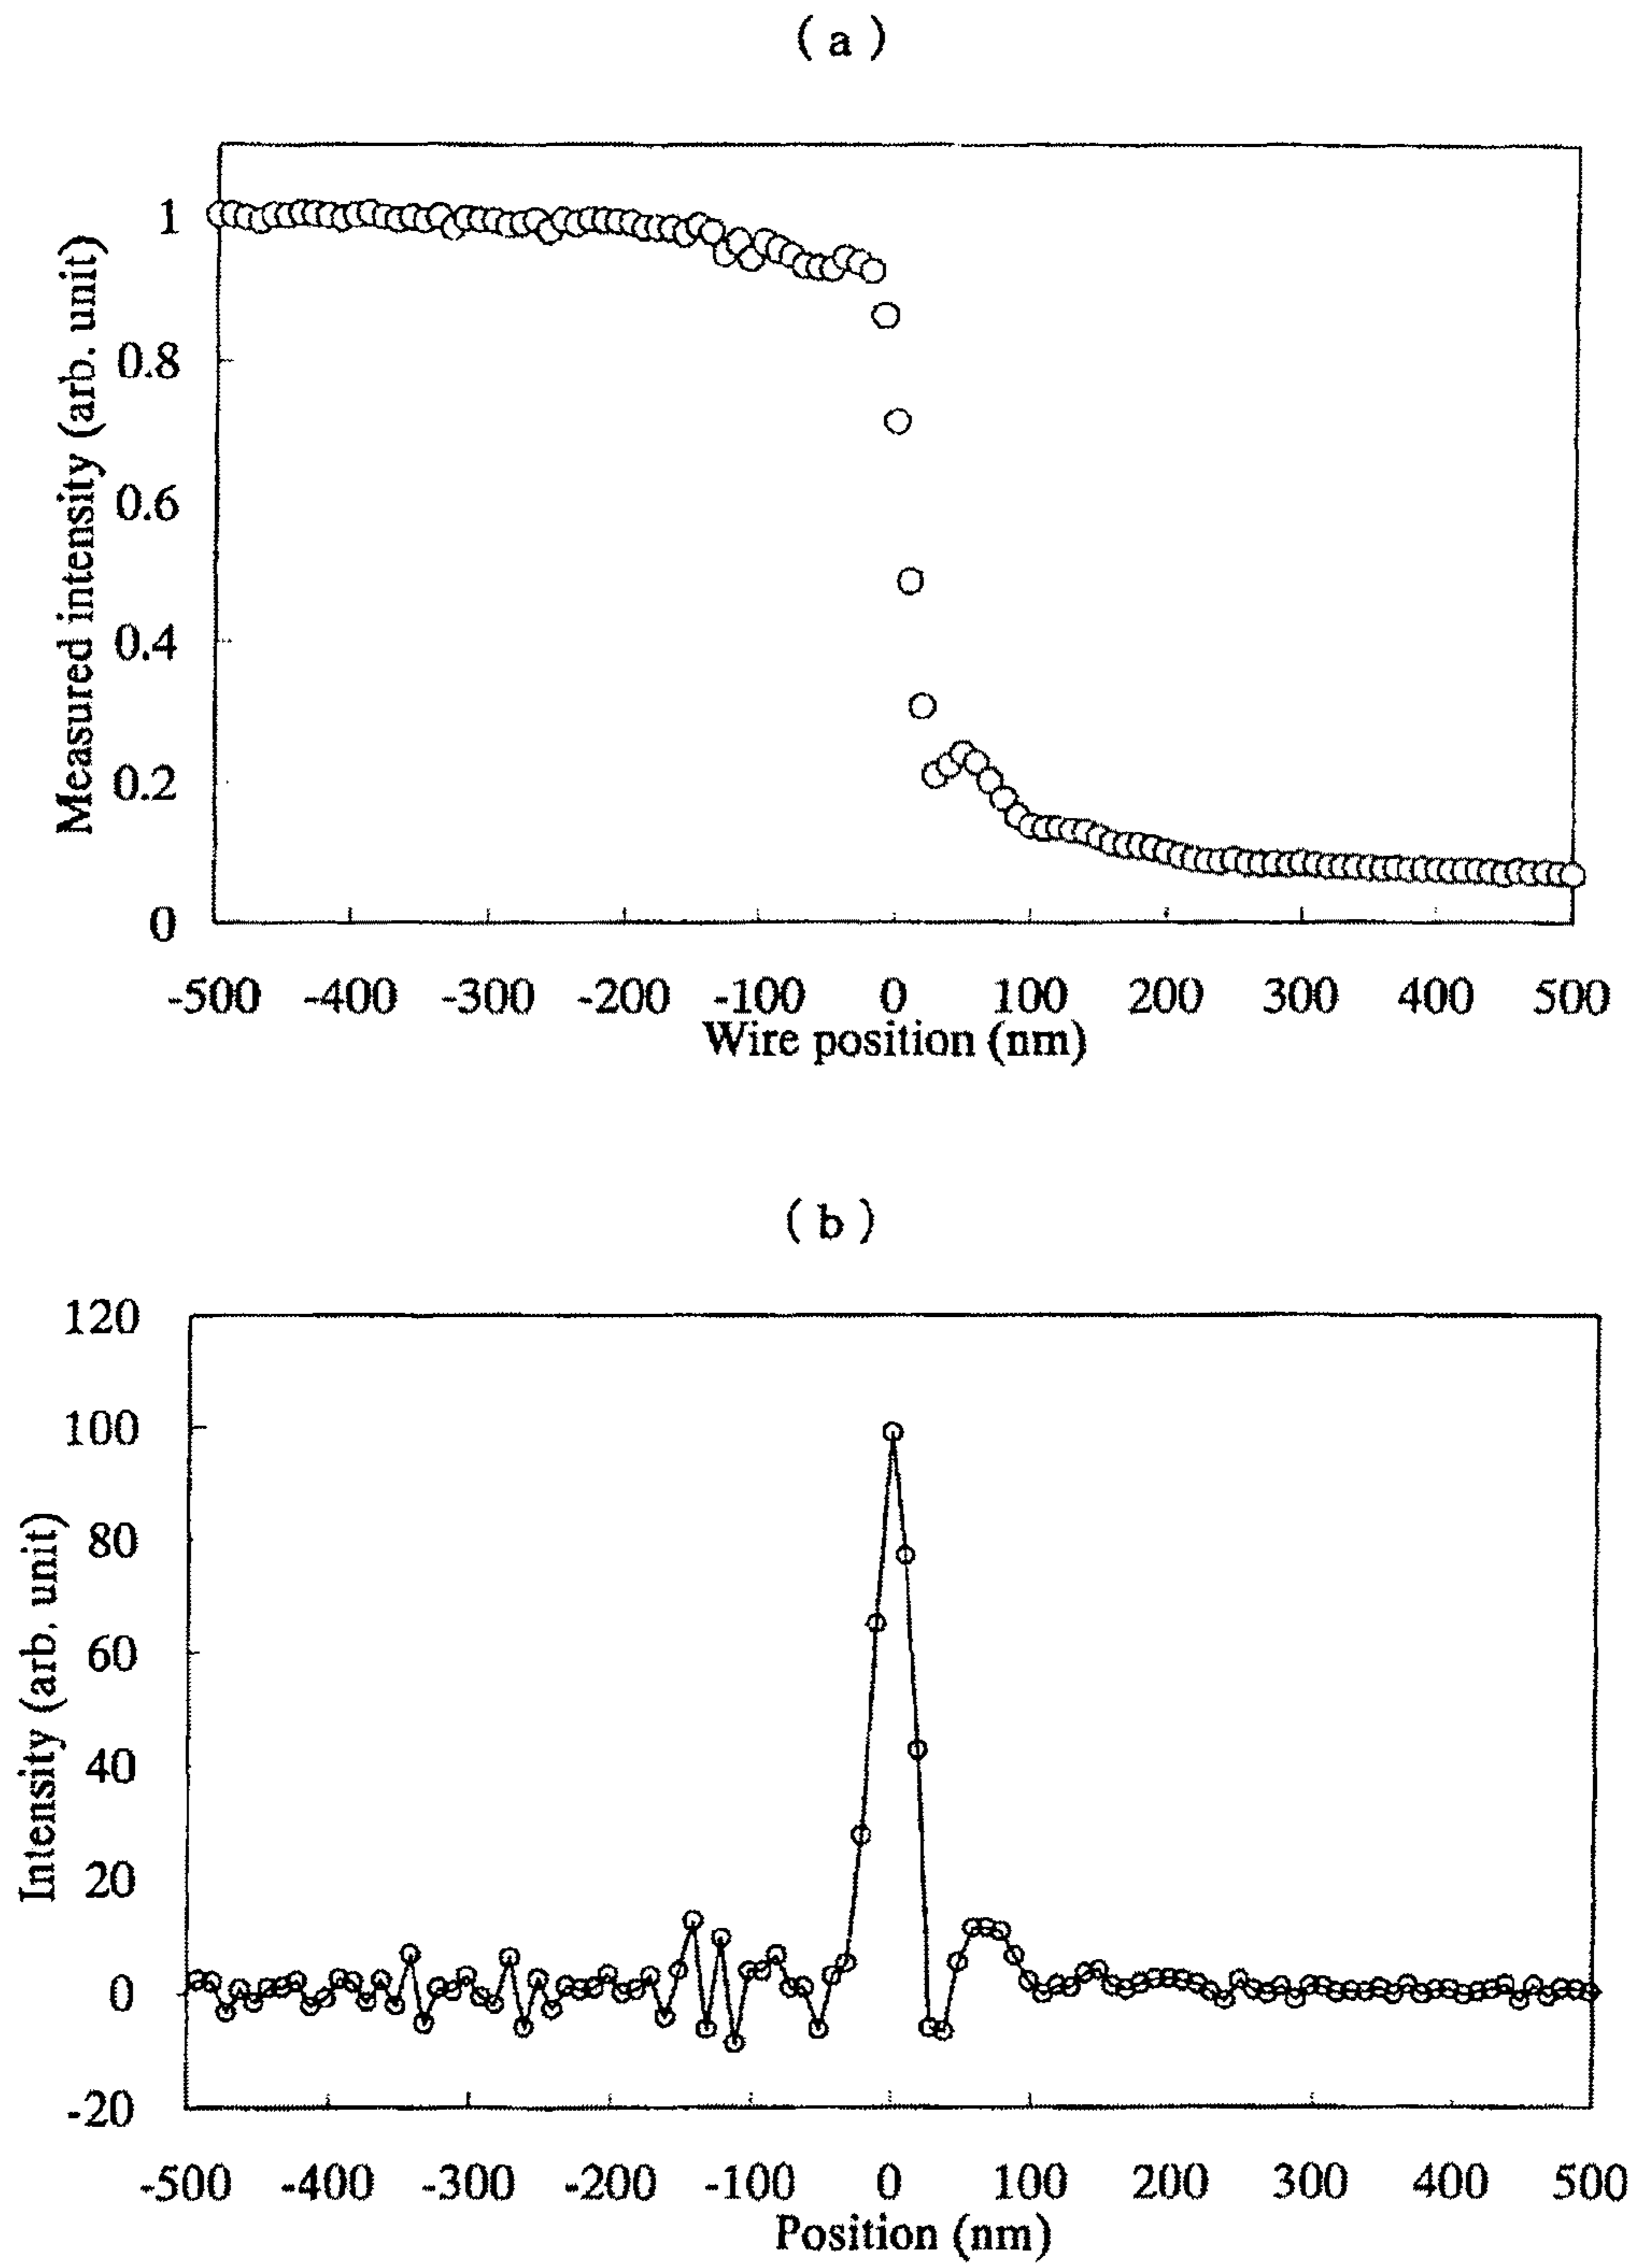 ( a )
1
0.8
0.6
0.4
0.2
0
Measured intensity (arb. unit)
-500 -400 -300 -200 -100 0 100 200 300 400 500
Wire position (nm)
( b )
120
100
80
60
40
20
0
-20
Intensity (arb. unit)
-500 -400 -300 -200 -100 0 100 200 300 400 500
Position (nm)